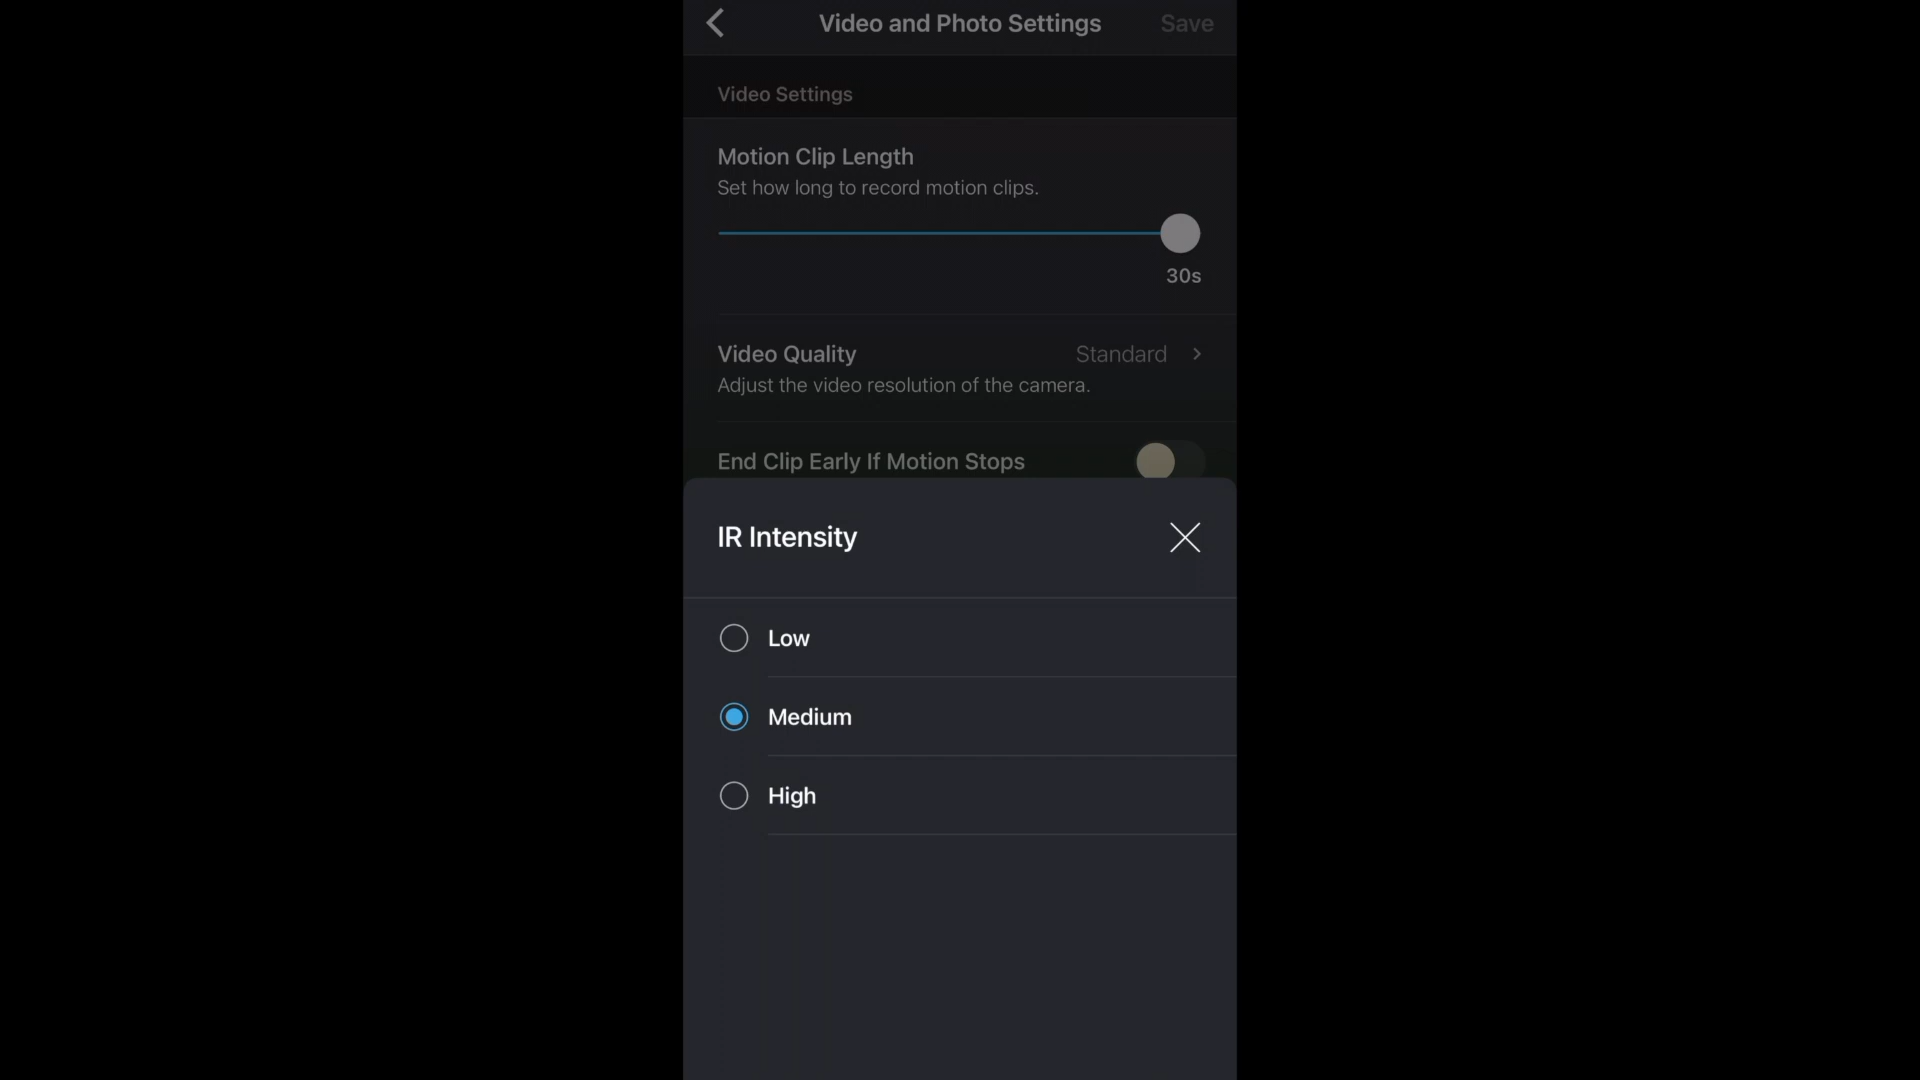 Video and Photo Settings
Save
Video Settings
Motion Clip Length
Set how long to record motion clips.
30s
Video Quality
Standard
Adjust the video resolution of the camera.
End Clip Early If Motion Stops
IR Intensity
Low
Medium
High